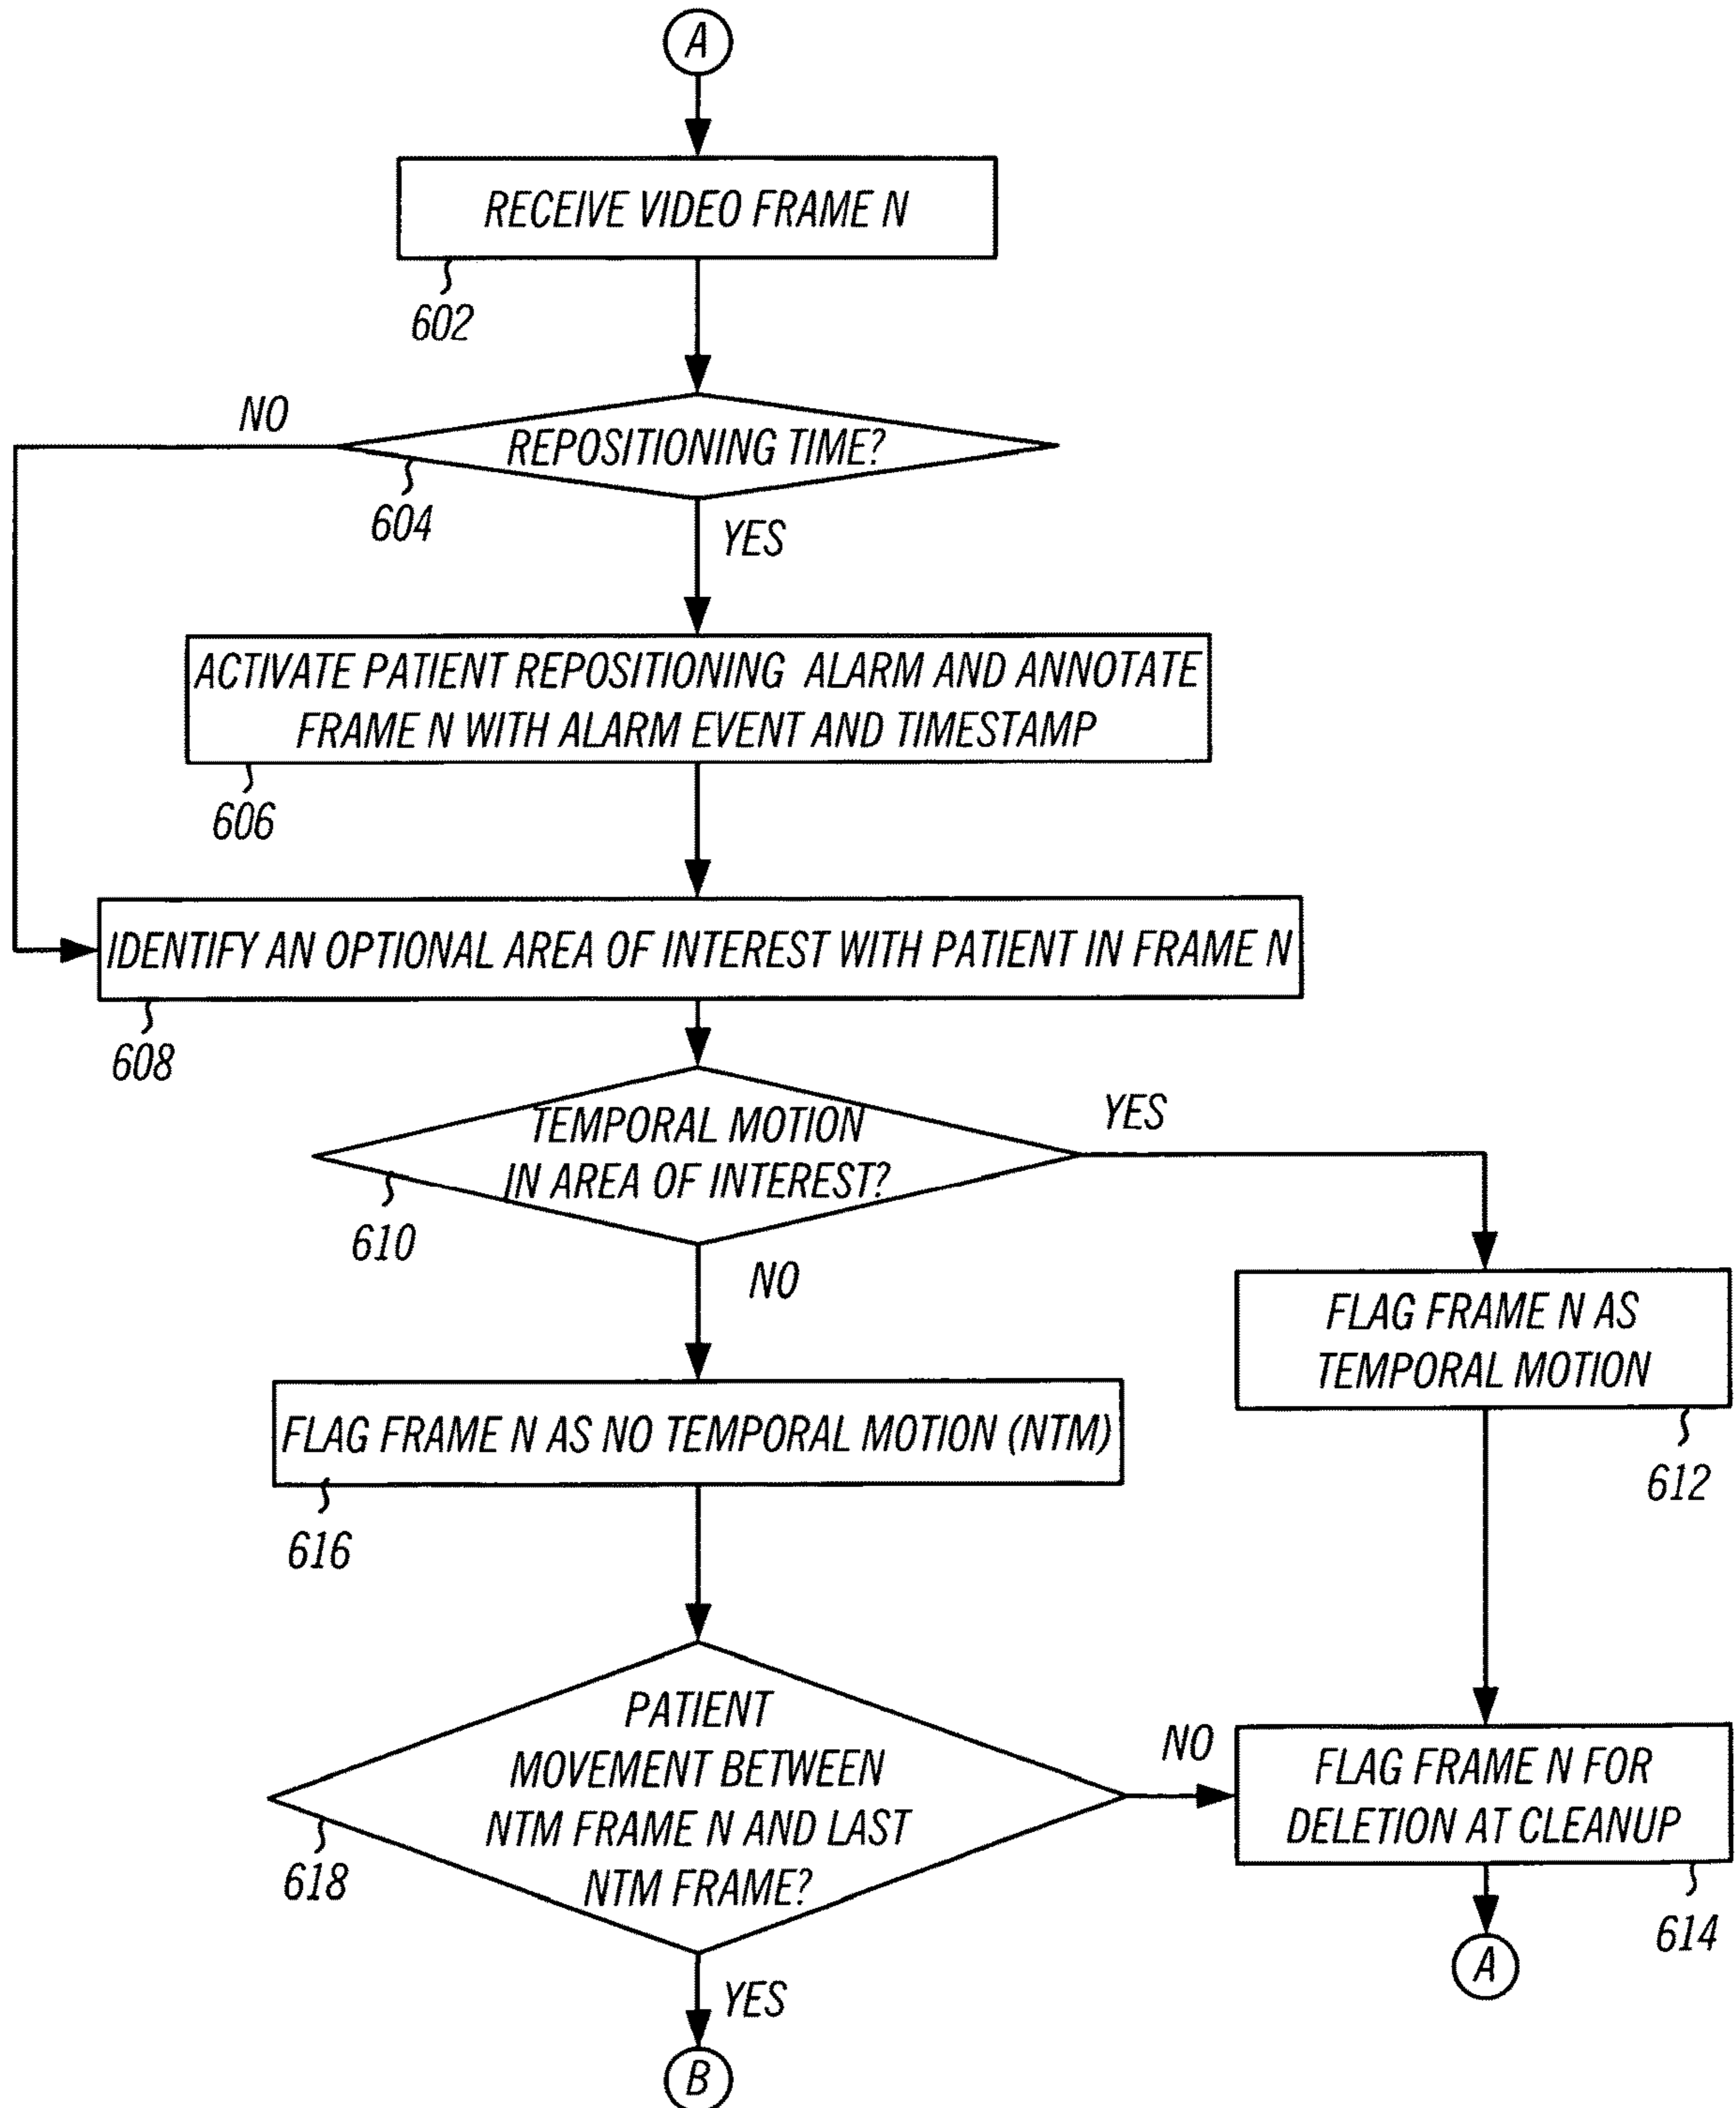 A
RECEIVE VIDEO FRAME N
602
NO
REPOSITIONING TIME?
604
YES
ACTIVATE PATIENT REPOSITIONING ALARM AND ANNOTATE
FRAME N WITH ALARM EVENT AND TIMESTAMP
606
IDENTIFY AN OPTIONAL AREA OF INTEREST WITH PATIENT IN FRAME N
608
TEMPORAL MOTION
IN AREA OF INTEREST?
YES
610
NO
FLAG FRAME N AS
TEMPORAL MOTION
612
FLAG FRAME N AS NO TEMPORAL MOTION (NTM)
616
PATIENT
MOVEMENT BETWEEN
NTM FRAME N AND LAST
NTM FRAME?
618
NO
FLAG FRAME N FOR
DELETION AT CLEANUP
614
A
YES
B